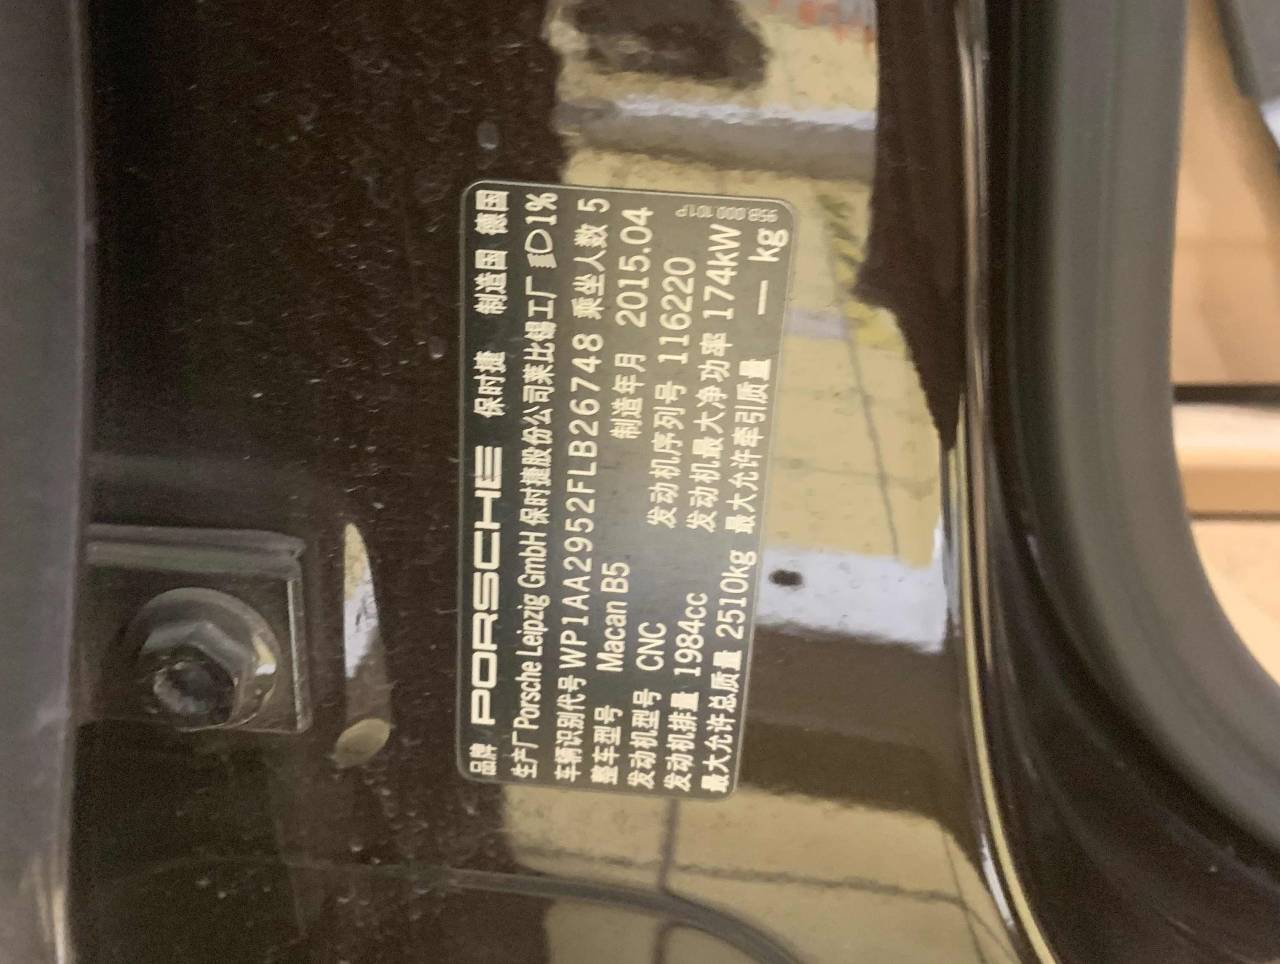 品牌 PORSCHE 保时捷 制造国 德国
生产厂 Porsche Leipzig GmbH 保时捷股份公司莱比锡工厂 1%
车辆识别代号 WP1AA2952FLB26748 乘坐人数 5
整车型号 Macan B5 制造年月 2015.04
发动机型号 CNC 发动机序列号 116220
发动机排量 1984cc 发动机最大净功率 174kW
最大允许总质量 2510kg 最大允许牵引质量 — kg
95B.000.101P